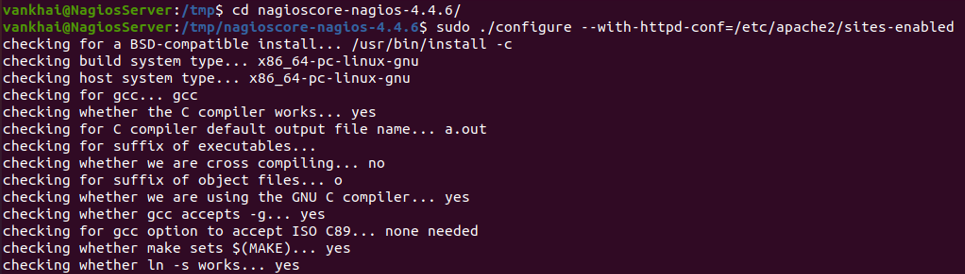 vankhai@NagiosServer:/tmp$ cd nagioscore-nagios-4.4.6/
vankhai@NagiosServer:/tmp/nagioscore-nagios-4.4.6$ sudo ./configure --with-httpd-conf=/etc/apache2/sites-enabled
checking for a BSD-compatible install... /usr/bin/install -c
checking build system type... x86_64-pc-linux-gnu
checking host system type... x86_64-pc-linux-gnu
checking for gcc... gcc
checking whether the C compiler works... yes
checking for C compiler default output file name... a.out
checking for suffix of executables...
checking whether we are cross compiling... no
checking for suffix of object files... o
checking whether we are using the GNU C compiler... yes
checking whether gcc accepts -g... yes
checking for gcc option to accept ISO C89... none needed
checking whether make sets $(MAKE)... yes
checking whether ln -s works... yes